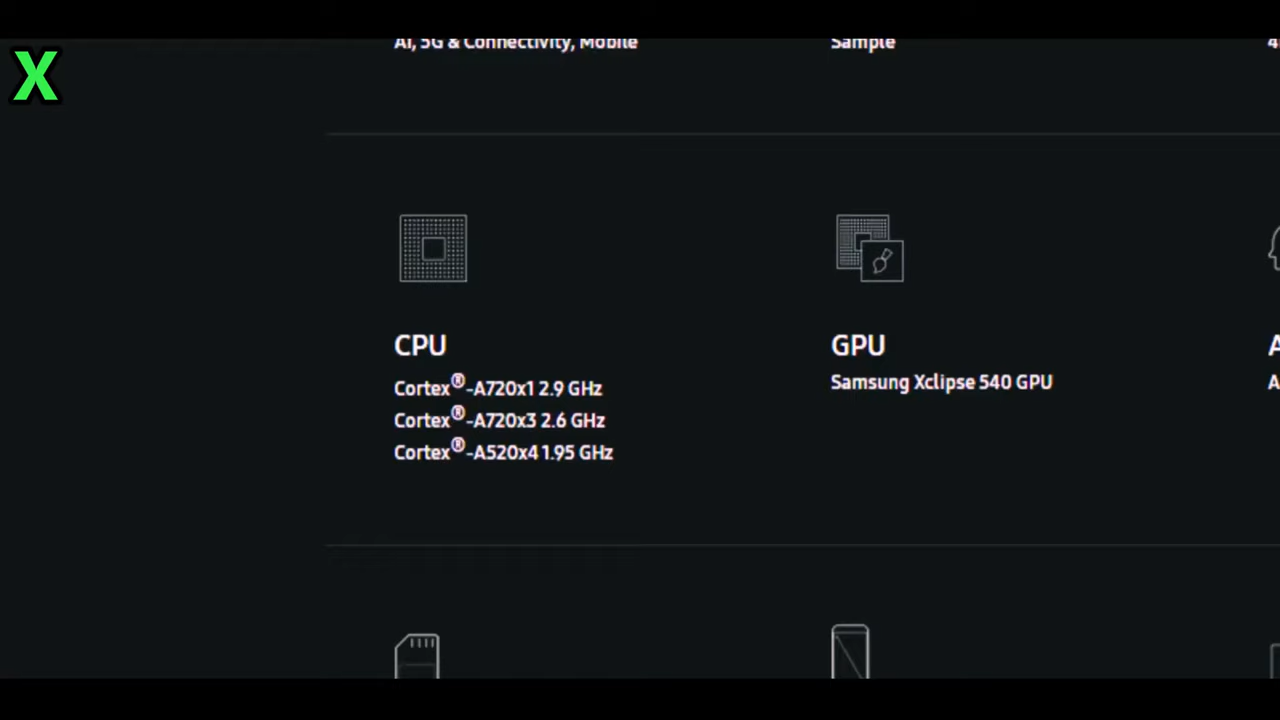 AI, 5G & Connectivity, Mobile
Sample
4
X
CPU
Cortex®-A720x1 2.9 GHz
Cortex®-A720x3 2.6 GHz
Cortex®-A520x4 1.95 GHz
GPU
Samsung Xclipse 540 GPU
A
A